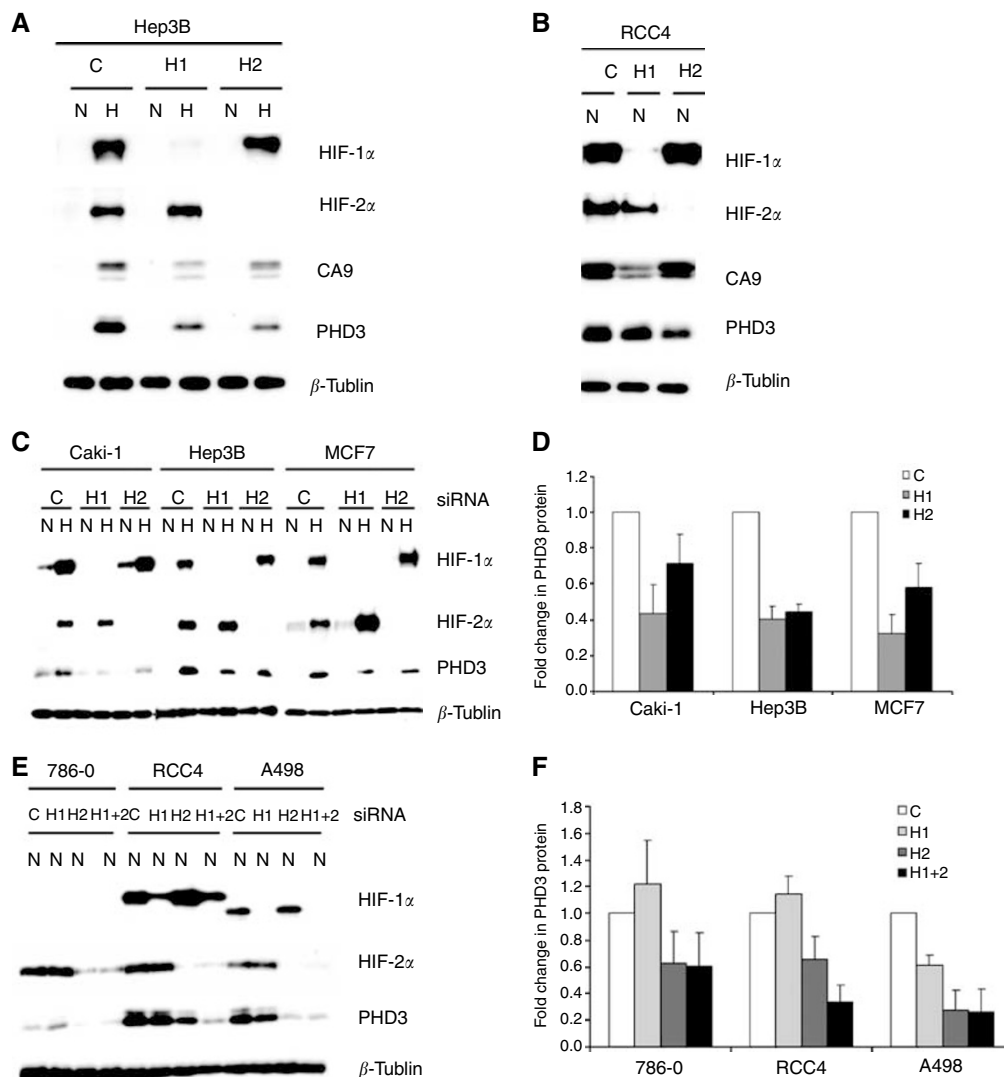 A
Hep3B
C H1 H2
N H N H N H
HIF-1α
HIF-2α
CA9
PHD3
β-Tublin
B
RCC4
C H1 H2
N N N
HIF-1α
HIF-2α
CA9
PHD3
β-Tublin
C
Caki-1 Hep3B MCF7
C H1 H2 C H1 H2 C H1 H2 siRNA
N H N H N H N H N H N H N H N H N H
HIF-1α
HIF-2α
PHD3
β-Tublin
D
Fold change in PHD3 protein
1.2
1.0
0.8
0.6
0.4
0.2
0.0
C
H1
H2
Caki-1 Hep3B MCF7
E
786-0 RCC4 A498
C H1 H2 H1+2 C H1 H2 H1+2 C H1 H2 H1+2 siRNA
N N N N N N N N N N N N
HIF-1α
HIF-2α
PHD3
β-Tublin
F
Fold change in PHD3 protein
1.8
1.6
1.4
1.2
1.0
0.8
0.6
0.4
0.2
0.0
C
H1
H2
H1+2
786-0 RCC4 A498